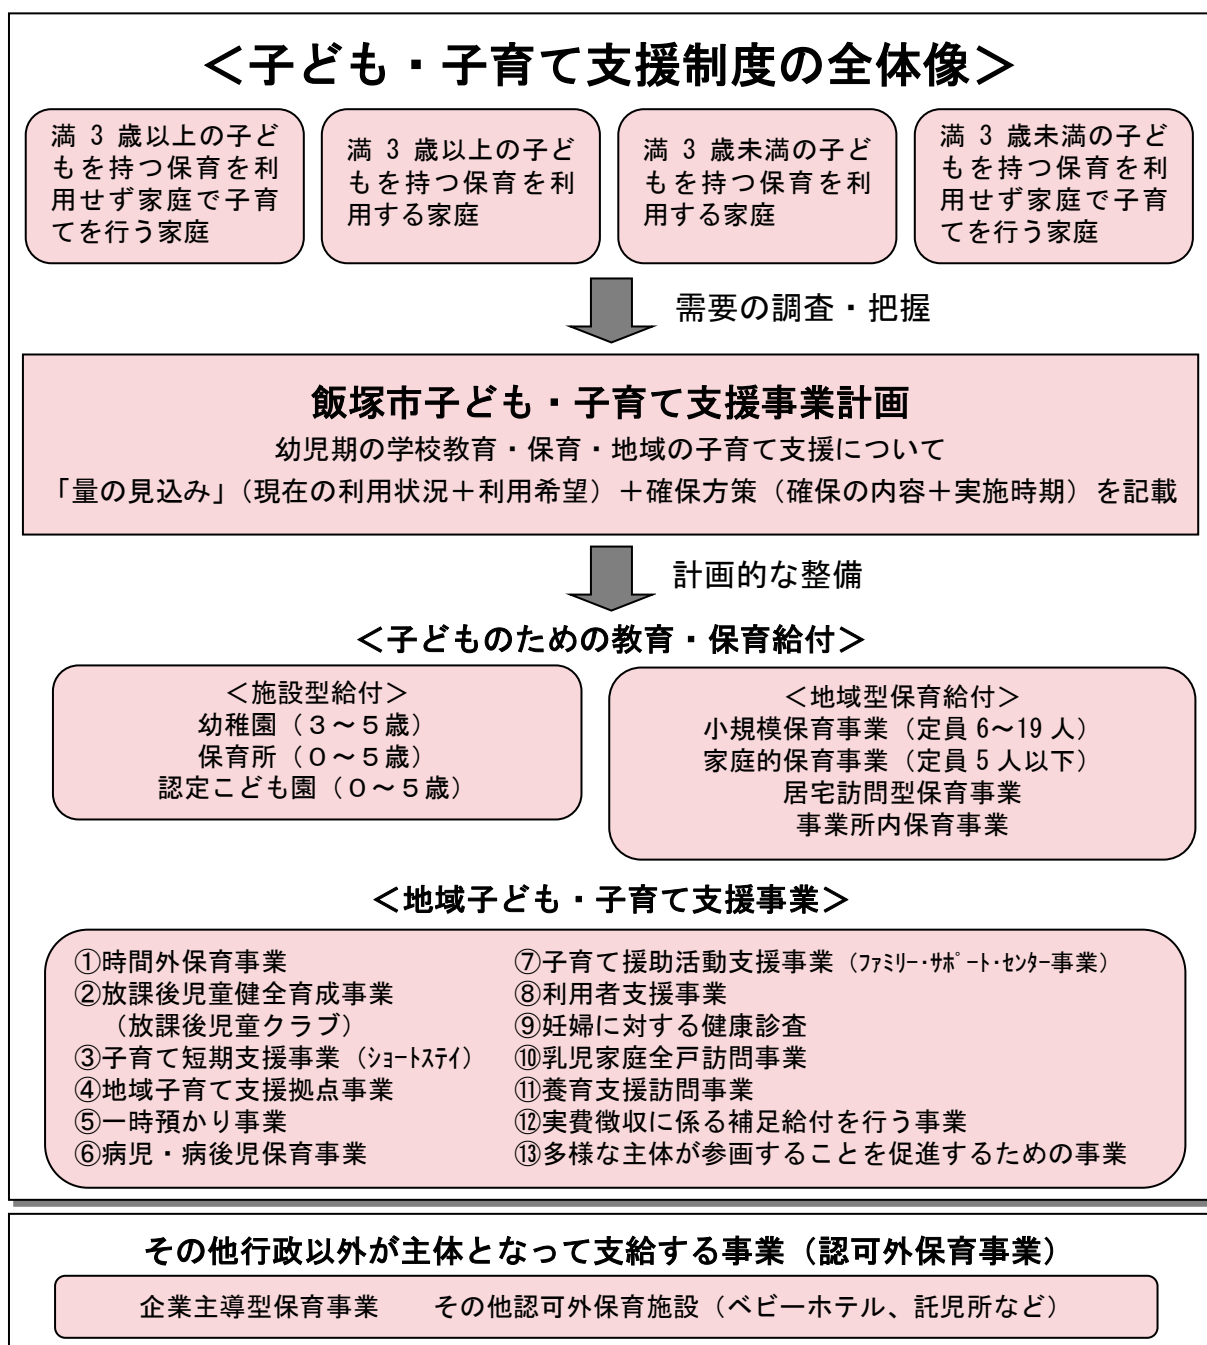 ＜子ども・子育て支援制度の全体像＞
満 3 歳以上の子ど
もを持つ保育を利
用せず家庭で子育
てを行う家庭
満 3 歳以上の子ど
もを持つ保育を利
用する家庭
満 3 歳未満の子ど
もを持つ保育を利
用する家庭
満 3 歳未満の子ど
もを持つ保育を利
用せず家庭で子育
てを行う家庭
需要の調査・把握
飯塚市子ども・子育て支援事業計画
幼児期の学校教育・保育・地域の子育て支援について
「量の見込み」（現在の利用状況＋利用希望）＋確保方策（確保の内容＋実施時期）を記載
計画的な整備
＜子どものための教育・保育給付＞
＜施設型給付＞
幼稚園（３～５歳）
保育所（０～５歳）
認定こども園（０～５歳）
＜地域型保育給付＞
小規模保育事業（定員 6～19 人）
家庭的保育事業（定員 5 人以下）
居宅訪問型保育事業
事業所内保育事業
＜地域子ども・子育て支援事業＞
①時間外保育事業
②放課後児童健全育成事業
（放課後児童クラブ）
③子育て短期支援事業（ｼｮｰﾄｽﾃｲ）
④地域子育て支援拠点事業
⑤一時預かり事業
⑥病児・病後児保育事業
⑦子育て援助活動支援事業（ﾌｧﾐﾘｰ･ｻﾎﾟｰﾄ･ｾﾝﾀｰ事業）
⑧利用者支援事業
⑨妊婦に対する健康診査
⑩乳児家庭全戸訪問事業
⑪養育支援訪問事業
⑫実費徴収に係る補足給付を行う事業
⑬多様な主体が参画することを促進するための事業
その他行政以外が主体となって支給する事業（認可外保育事業）
企業主導型保育事業　　その他認可外保育施設（ベビーホテル、託児所など）